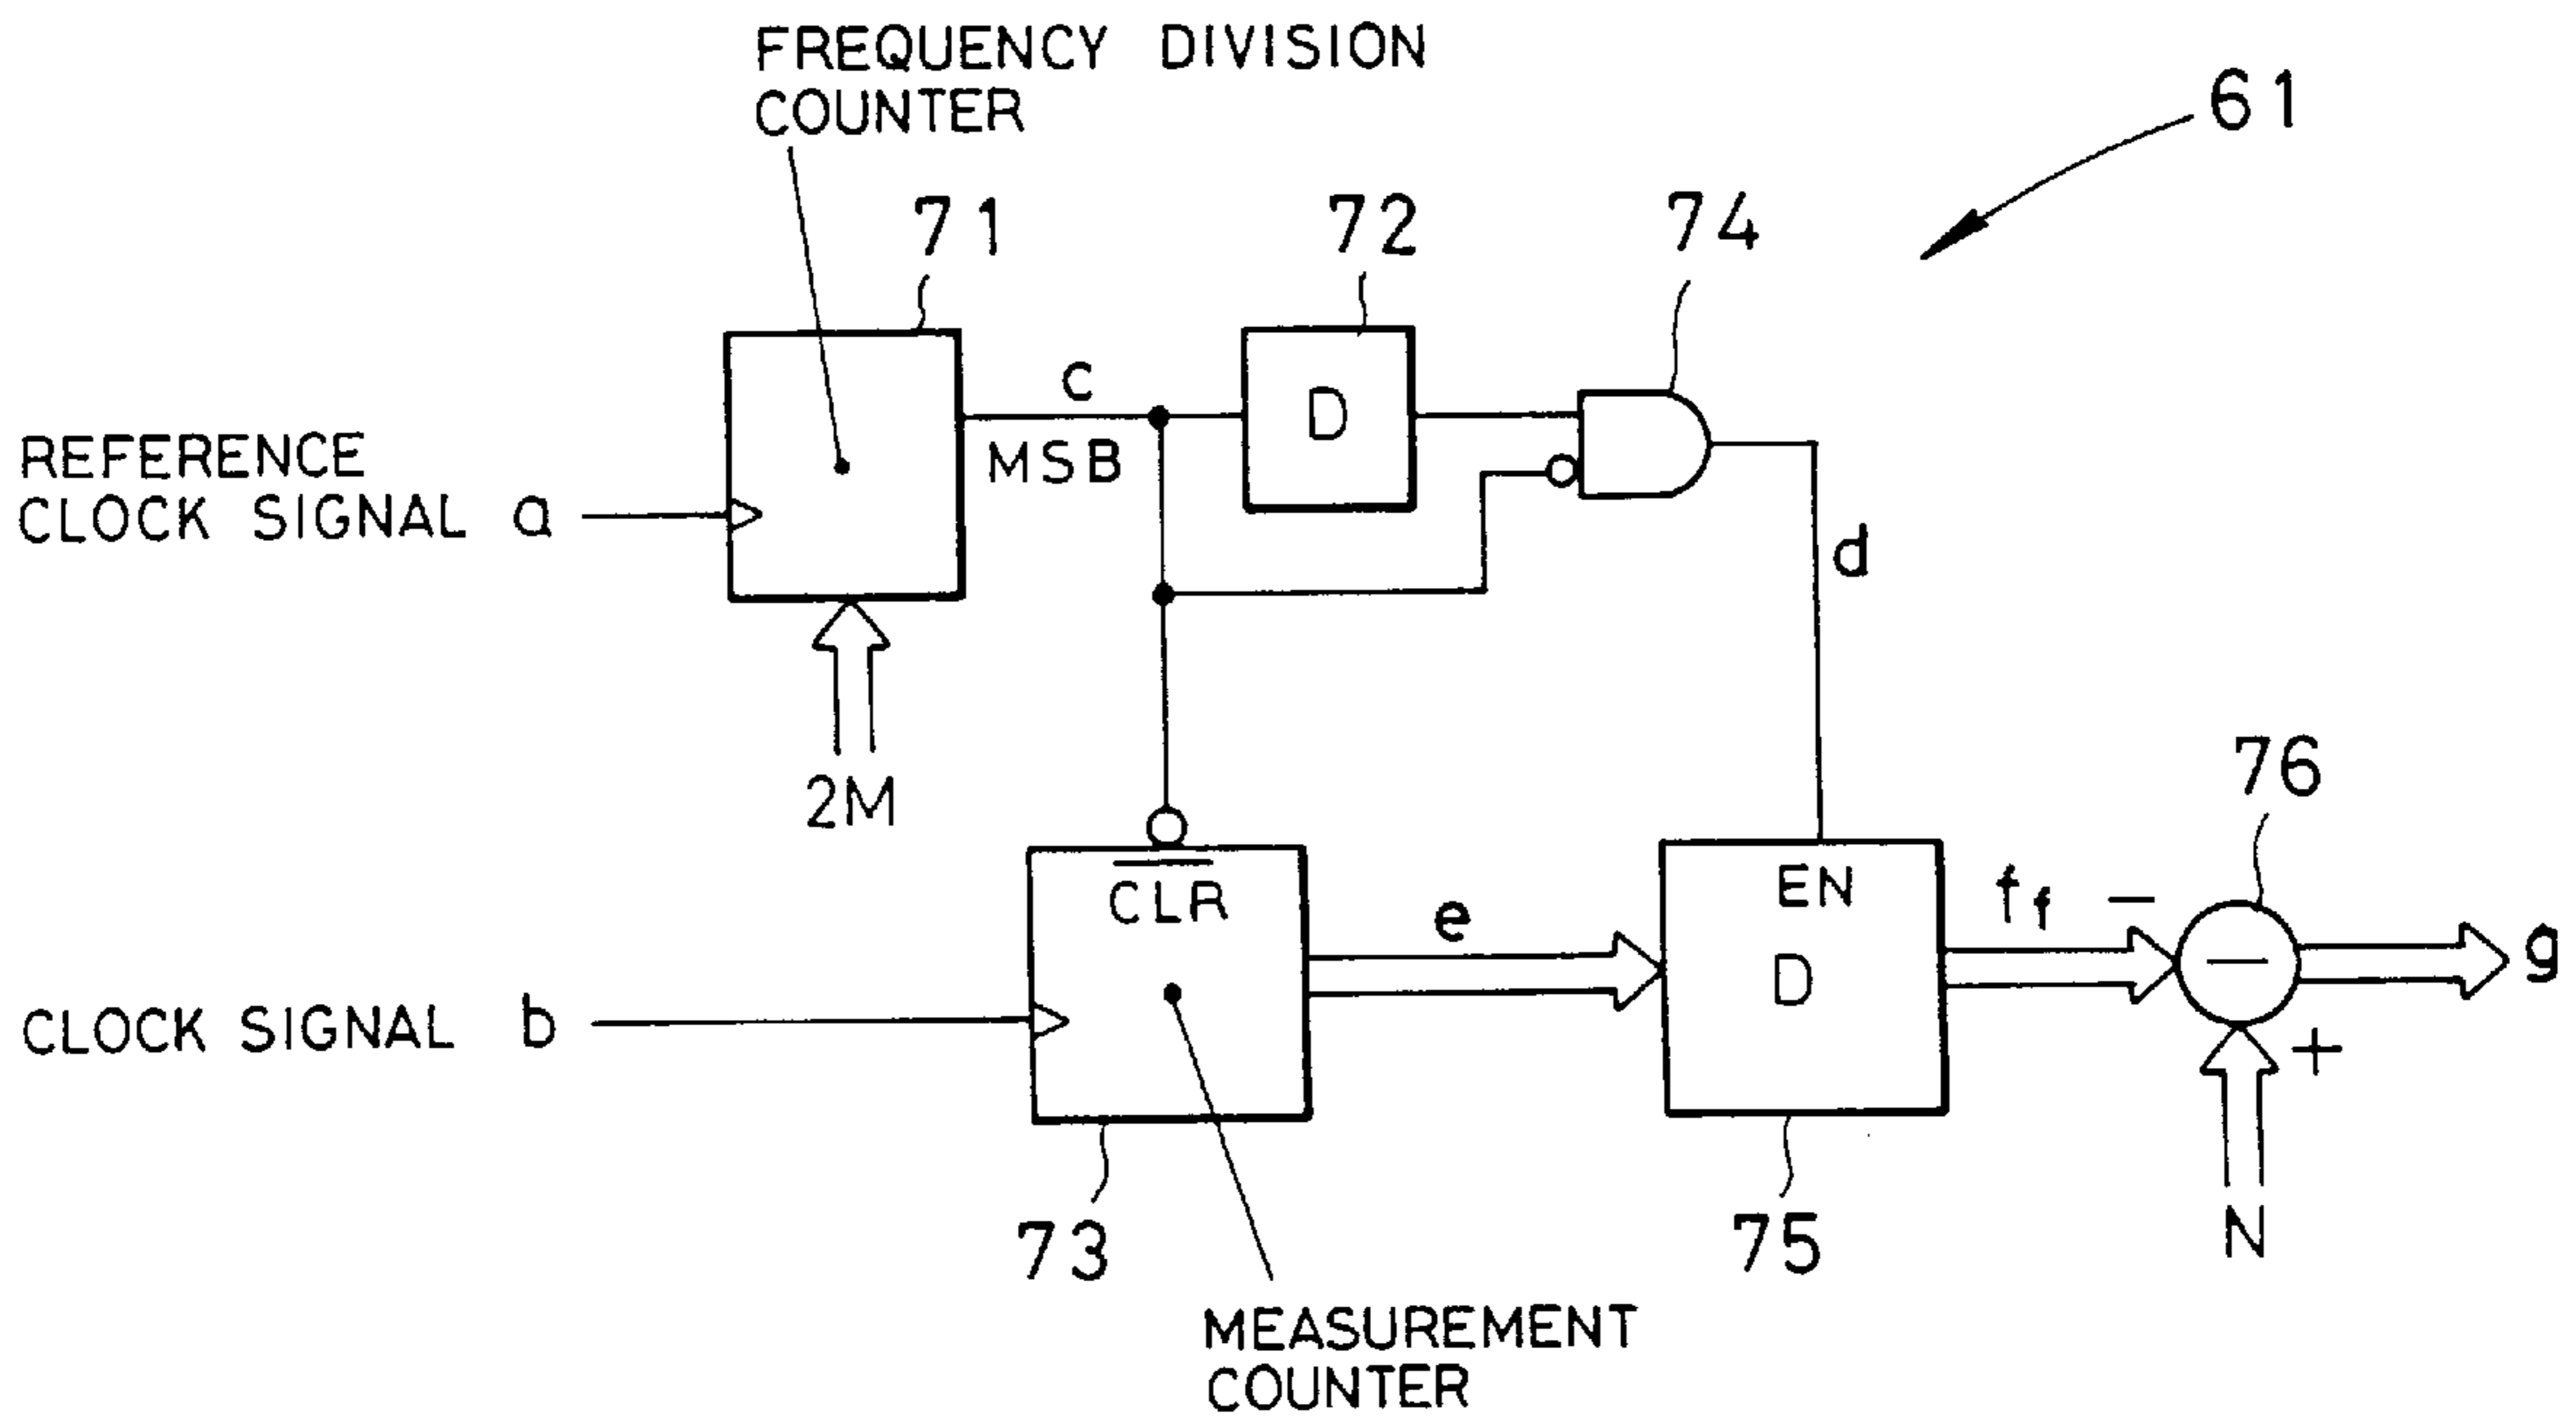 FREQUENCY DIVISION
COUNTER
61
71
72
74
c
MSB
D
REFERENCE
CLOCK SIGNAL a
d
2M
76
CLR
EN
e
ff
−
D
−
g
CLOCK SIGNAL b
+
73
75
N
MEASUREMENT
COUNTER